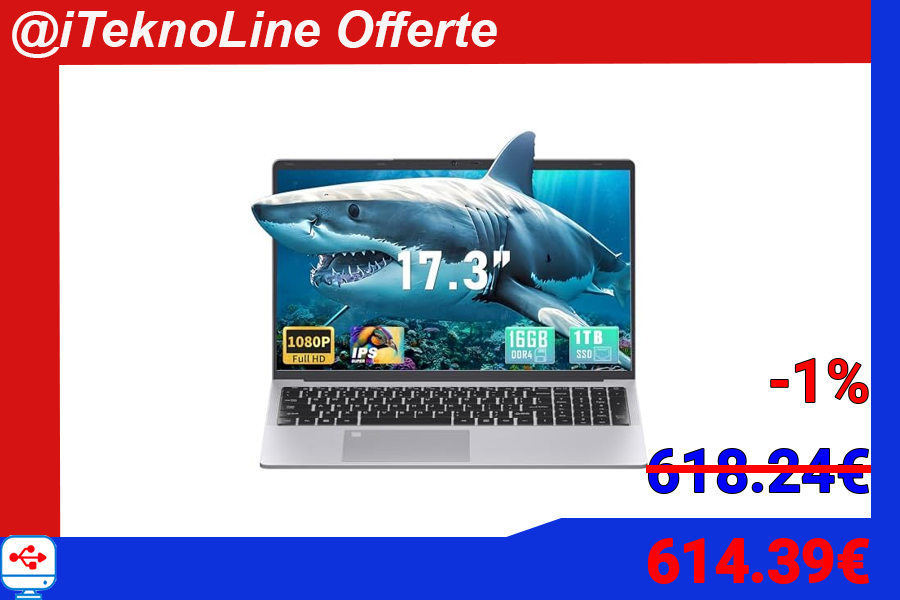 @iTeknoLine Offerte
17.3"
1080P
Full HD
IPS
16GB
DDR4
1TB
SSD
-1%
618.24€
614.39€